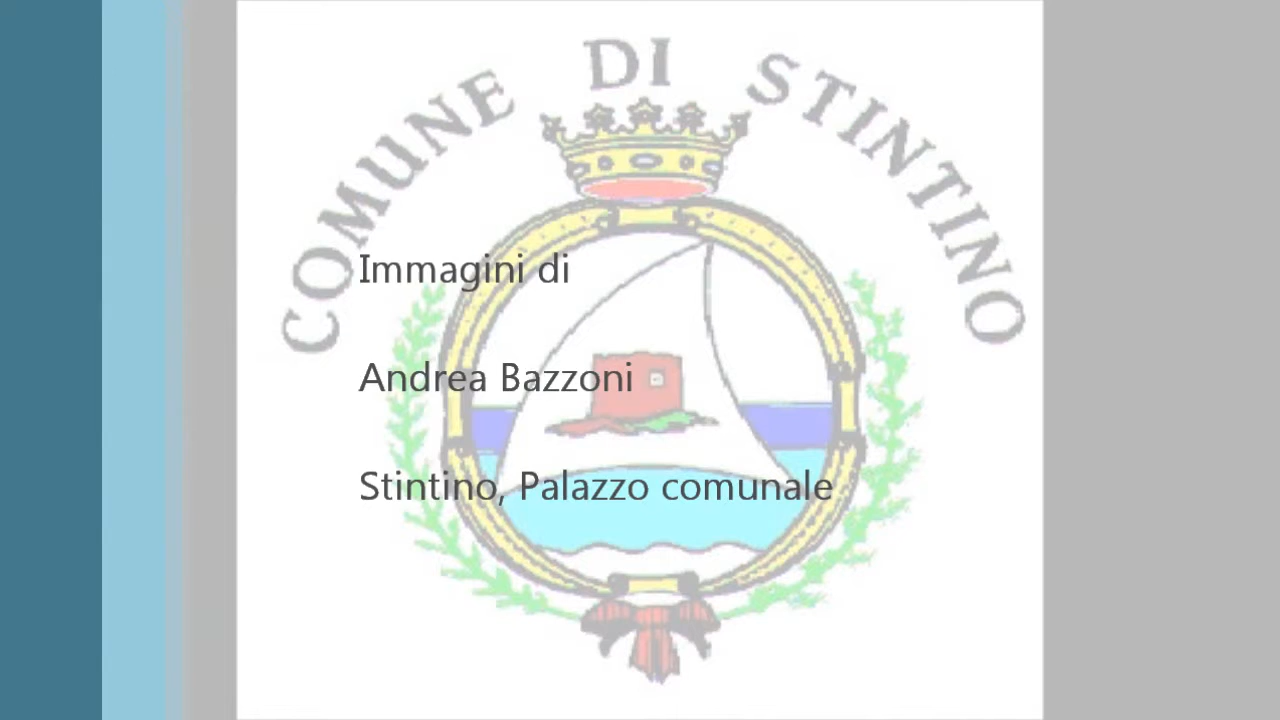 COMUNE DI STINTINO
Immagini di
Andrea Bazzoni
Stintino, Palazzo comunale